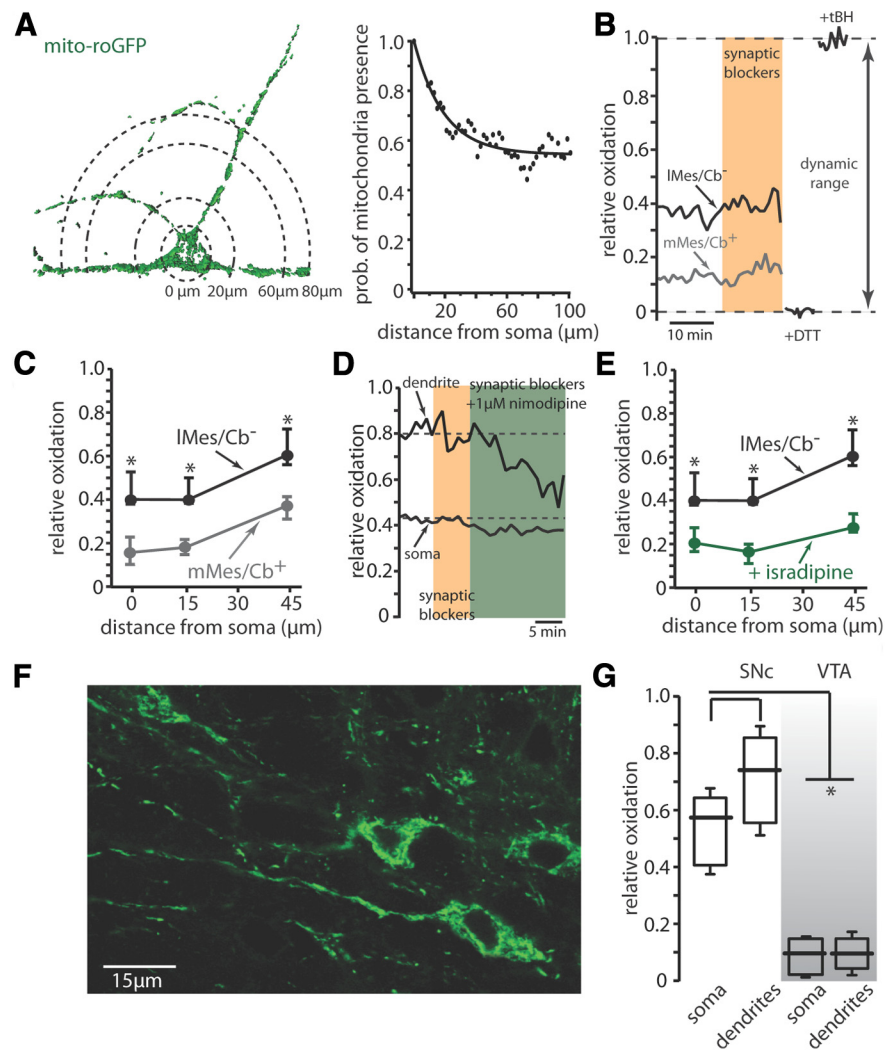 A
mito-roGFP
0 μm 20μm 60μm 80μm
prob. of mitochondria presence
1.0
0.8
0.6
0.4
0.2
0
20 60 100
distance from soma (μm)
B
+tBH
relative oxidation
1.0
0.8
0.6
0.4
0.2
0
synaptic
blockers
lMes/Cb-
mMes/Cb+
dynamic
range
10 min
+DTT
C
relative oxidation
1.0
0.8
0.6
0.4
0.2
0
* * *
lMes/Cb-
mMes/Cb+
0 15 30 45
distance from soma (μm)
D
relative oxidation
1.0
0.8
0.6
0.4
0.2
0
dendrite
synaptic blockers
+1μM nimodipine
soma
synaptic
blockers
5 min
E
relative oxidation
1.0
0.8
0.6
0.4
0.2
0
* * *
lMes/Cb-
+ isradipine
0 15 30 45
distance from soma (μm)
F
15μm
G
SNc VTA
relative oxidation
1.0
0.8
0.6
0.4
0.2
0
*
soma
dendrites
soma
dendrites